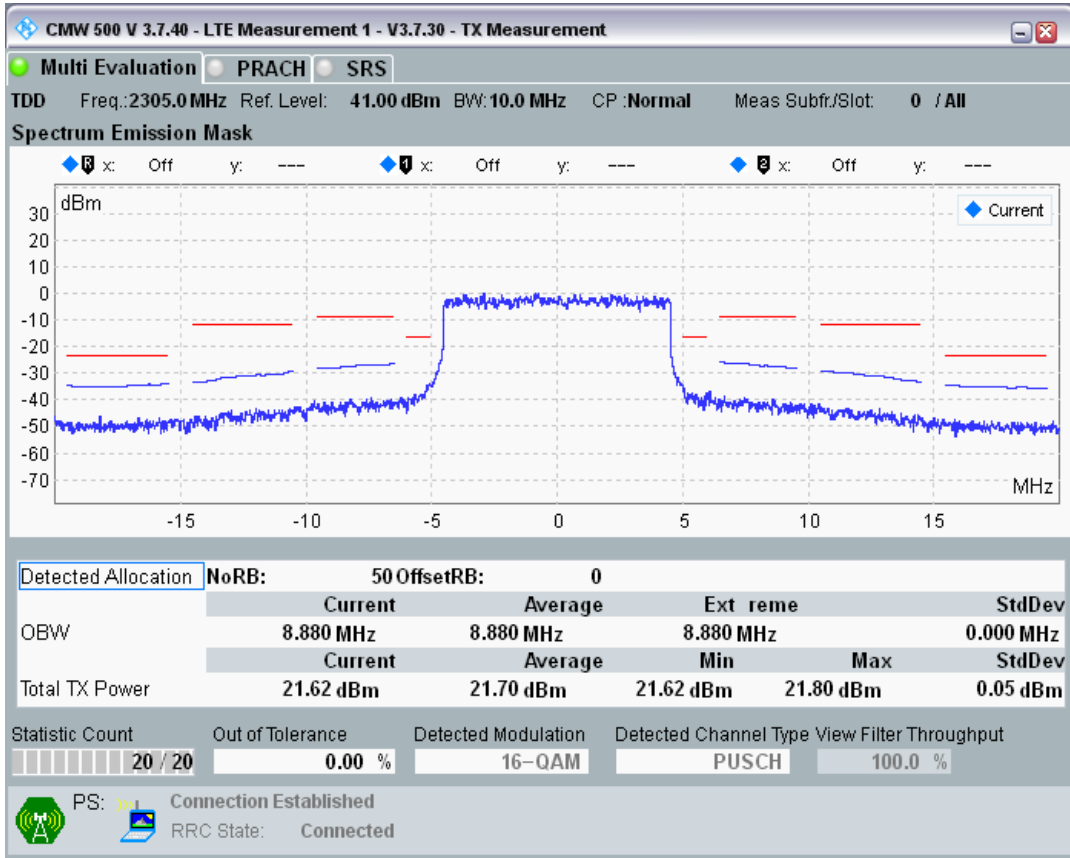 CMW 500 V 3.7.40 - LTE Measurement 1 - V3.7.30 - TX Measurement
Multi Evaluation PRACH SRS
TDD Freq.:2305.0 MHz Ref. Level: 41.00 dBm BW: 10.0 MHz CP :Normal Meas Subfr./Slot: 0 / All
Spectrum Emission Mask
R x: Off y: --- 1 x: Off y: --- 2 x: Off y: ---
dBm
Current
30
20
10
0
-10
-20
-30
-40
-50
-60
-70
MHz
-15 -10 -5 0 5 10 15
Detected Allocation NoRB: 50 OffsetRB: 0
Current Average Ext reme StdDev
OBW 8.880 MHz 8.880 MHz 8.880 MHz 0.000 MHz
Current Average Min Max StdDev
Total TX Power 21.62 dBm 21.70 dBm 21.62 dBm 21.80 dBm 0.05 dBm
Statistic Count Out of Tolerance Detected Modulation Detected Channel Type View Filter Throughput
20 / 20 0.00 % 16-QAM PUSCH 100.0 %
PS: Connection Established
RRC State: Connected